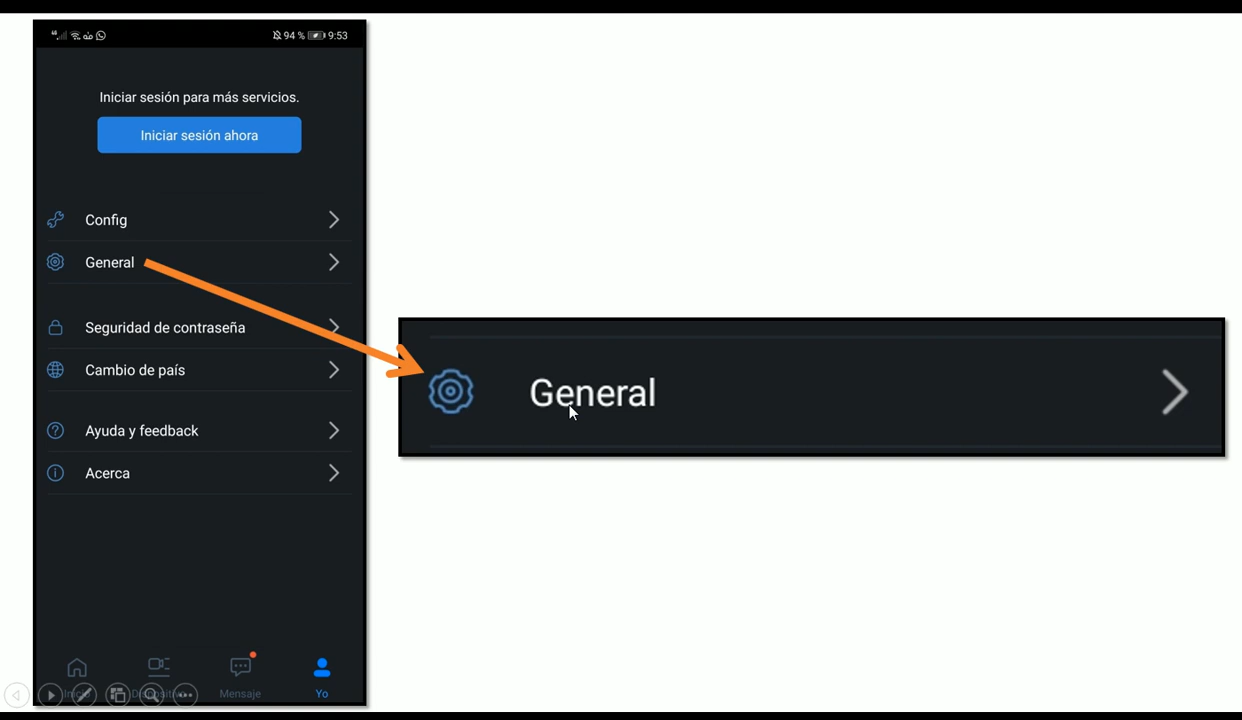 94 %
9:53
Iniciar sesión para más servicios.
Iniciar sesión ahora
Config
General
Seguridad de contraseña
Cambio de país
Ayuda y feedback
Acerca
Mensaje
Yo
General